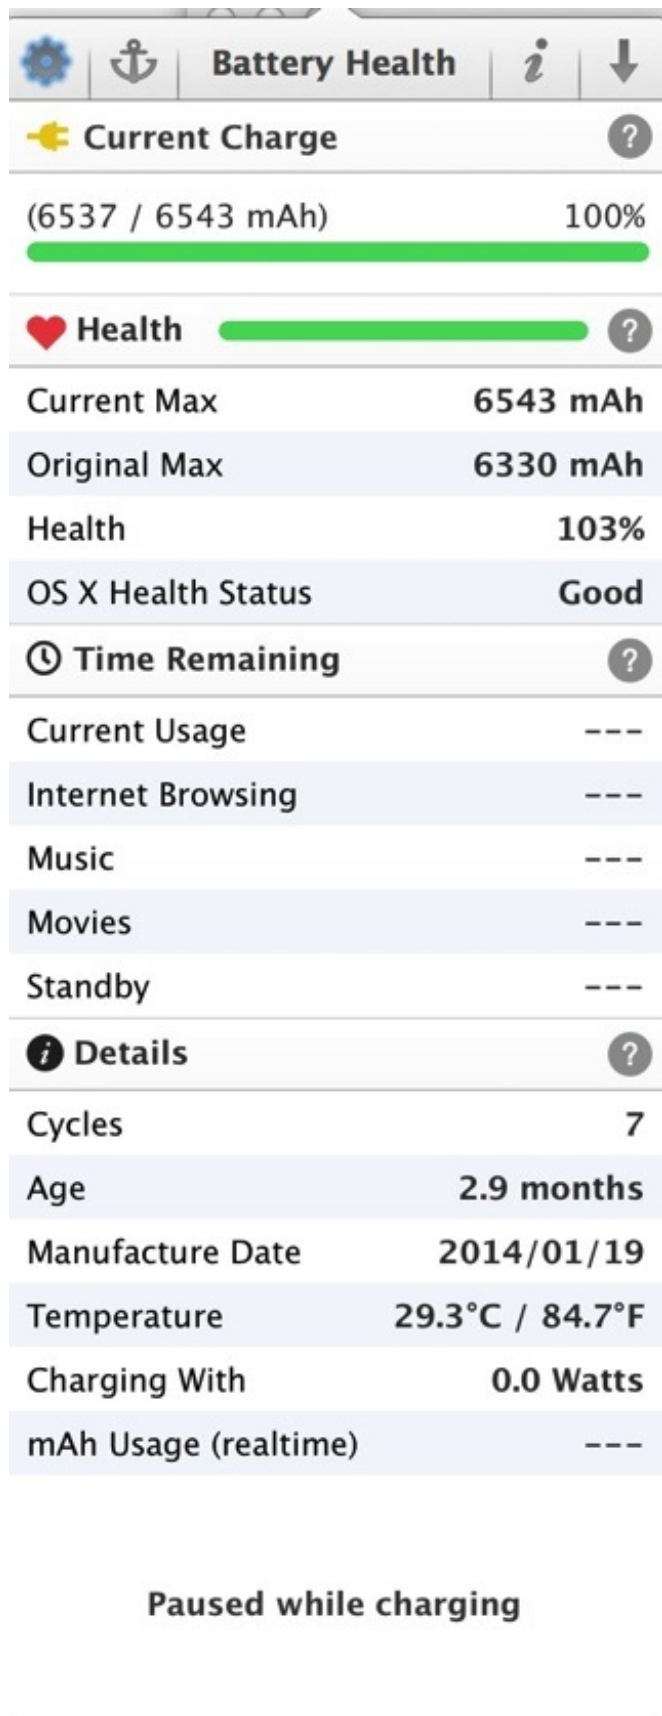 Battery Health
Current Charge
(6537 / 6543 mAh) 100%
Health
Current Max 6543 mAh
Original Max 6330 mAh
Health 103%
OS X Health Status Good
Time Remaining
Current Usage ---
Internet Browsing ---
Music ---
Movies ---
Standby ---
Details
Cycles 7
Age 2.9 months
Manufacture Date 2014/01/19
Temperature 29.3°C / 84.7°F
Charging With 0.0 Watts
mAh Usage (realtime) ---
Paused while charging